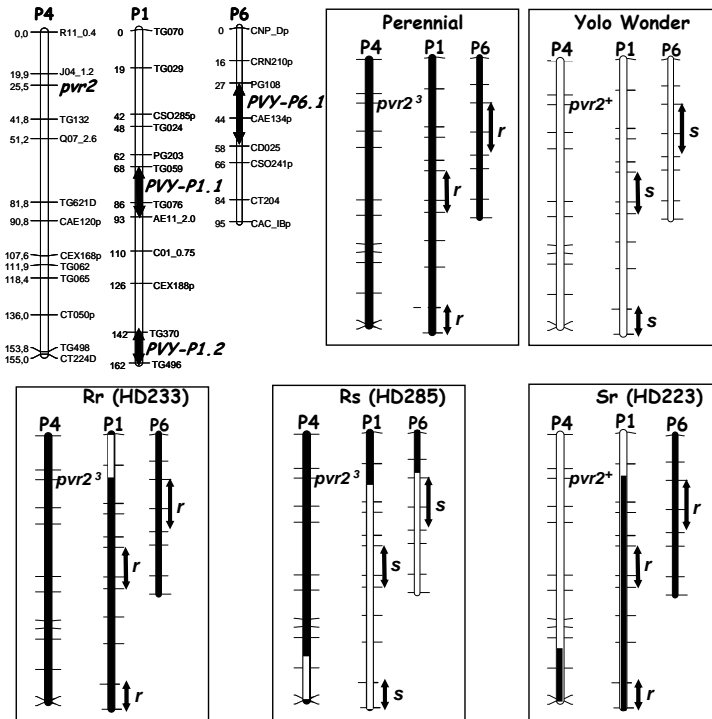 P4 P1 P6
0,0 R11_0.4
19,9 J04_1.2
25,5 pvr2
41,8 TG132
51,2 Q07_2.6
81,8 TG621D
90,8 CAE120p
107,6 CEX168p
111,9 TG062
118,4 TG065
136,0 CT050p
153,8 TG498
155,0 CT224D
0 TG070
19 TG029
42 CSO285p
48 TG024
62 PG203
68 TG059
PVY-P1.1
86 TG076
93 AE11_2.0
110 C01_0.75
126 CEX188p
142 TG370
PVY-P1.2
162 TG496
0 CNP_Dp
16 CRN210p
27 PG108
PVY-P6.1
44 CAE134p
58 CD025
66 CSO241p
84 CT204
95 CAC_IBp
Perennial
P4 P1 P6
pvr2³
r
r
r
Yolo Wonder
P4 P1 P6
pvr2⁺
s
s
s
Rr (HD233)
P4 P1 P6
pvr2³
r
r
r
Rs (HD285)
P4 P1 P6
pvr2³
s
s
s
Sr (HD223)
P4 P1 P6
pvr2⁺
r
r
r